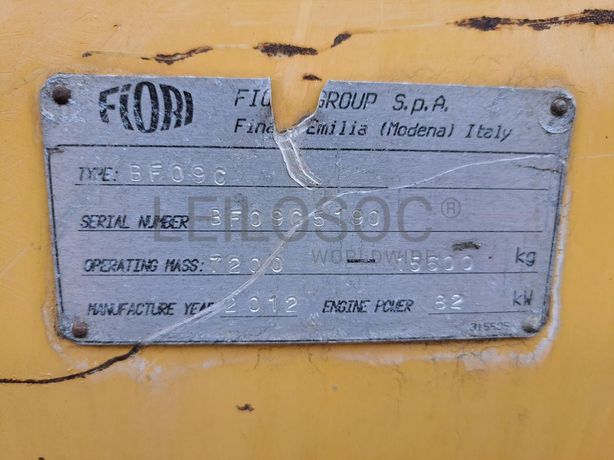 FIORI
FIO GROUP S.p.A.
Fina Emilia (Modena) Italy
TYPE: BF09C
LEILOSOC®
SERIAL NUMBER BF09C5190
WORLDWIDE
OPERATING MASS: 7200 - 15600 kg
MANUFACTURE YEAR 2012 ENGINE POWER 82 kW